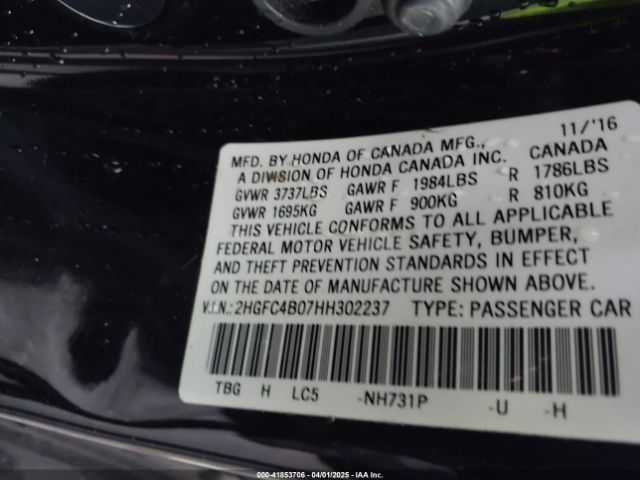 11/'16
MFD. BY HONDA OF CANADA MFG.,
A DIVISION OF HONDA CANADA INC. CANADA
GVWR 3737LBS GAWR F 1984LBS R 1786LBS
GVWR 1695KG GAWR F 900KG R 810KG
THIS VEHICLE CONFORMS TO ALL APPLICABLE
FEDERAL MOTOR VEHICLE SAFETY, BUMPER,
AND THEFT PREVENTION STANDARDS IN EFFECT
ON THE DATE OF MANUFACTURE SHOWN ABOVE.
V.I.N.: 2HGFC4B07HH302237 TYPE: PASSENGER CAR
TBG H LC5 -NH731P -U -H
000-41853706 - 04/01/2025 - IAA Inc.